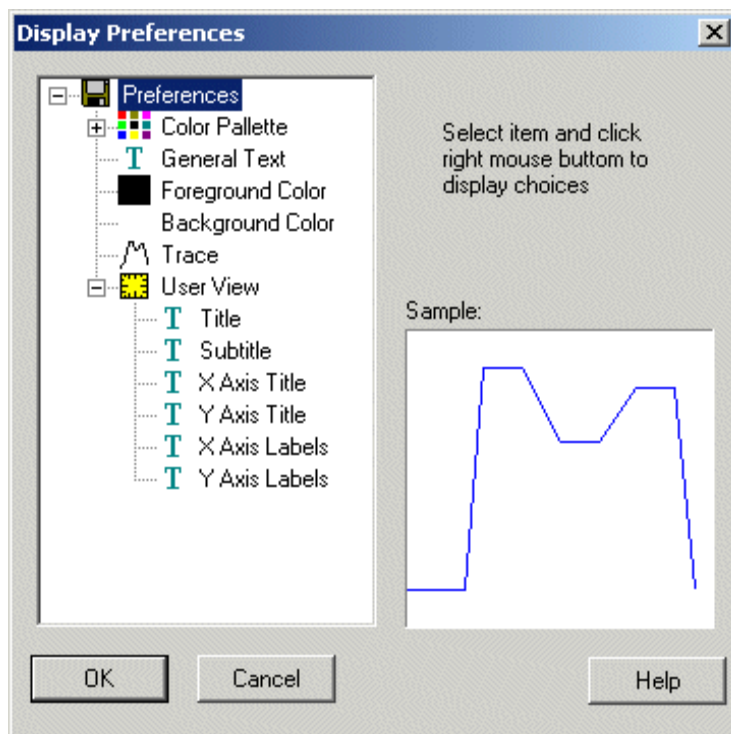 Display Preferences
Preferences
Color Pallette
General Text
Foreground Color
Background Color
Trace
User View
Title
Subtitle
X Axis Title
Y Axis Title
X Axis Labels
Y Axis Labels
Select item and click
right mouse buttom to
display choices
Sample:
OK
Cancel
Help